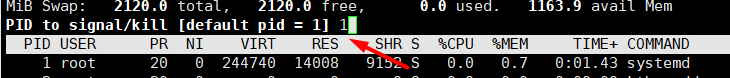 MiB Swap: 2120.0 total, 2120.0 free, 0.0 used. 1163.9 avail Mem
PID to signal/kill [default pid = 1] 1
PID USER PR NI VIRT RES SHR S %CPU %MEM TIME+ COMMAND
1 root 20 0 244740 14008 9152 S 0.0 0.7 0:01.43 systemd